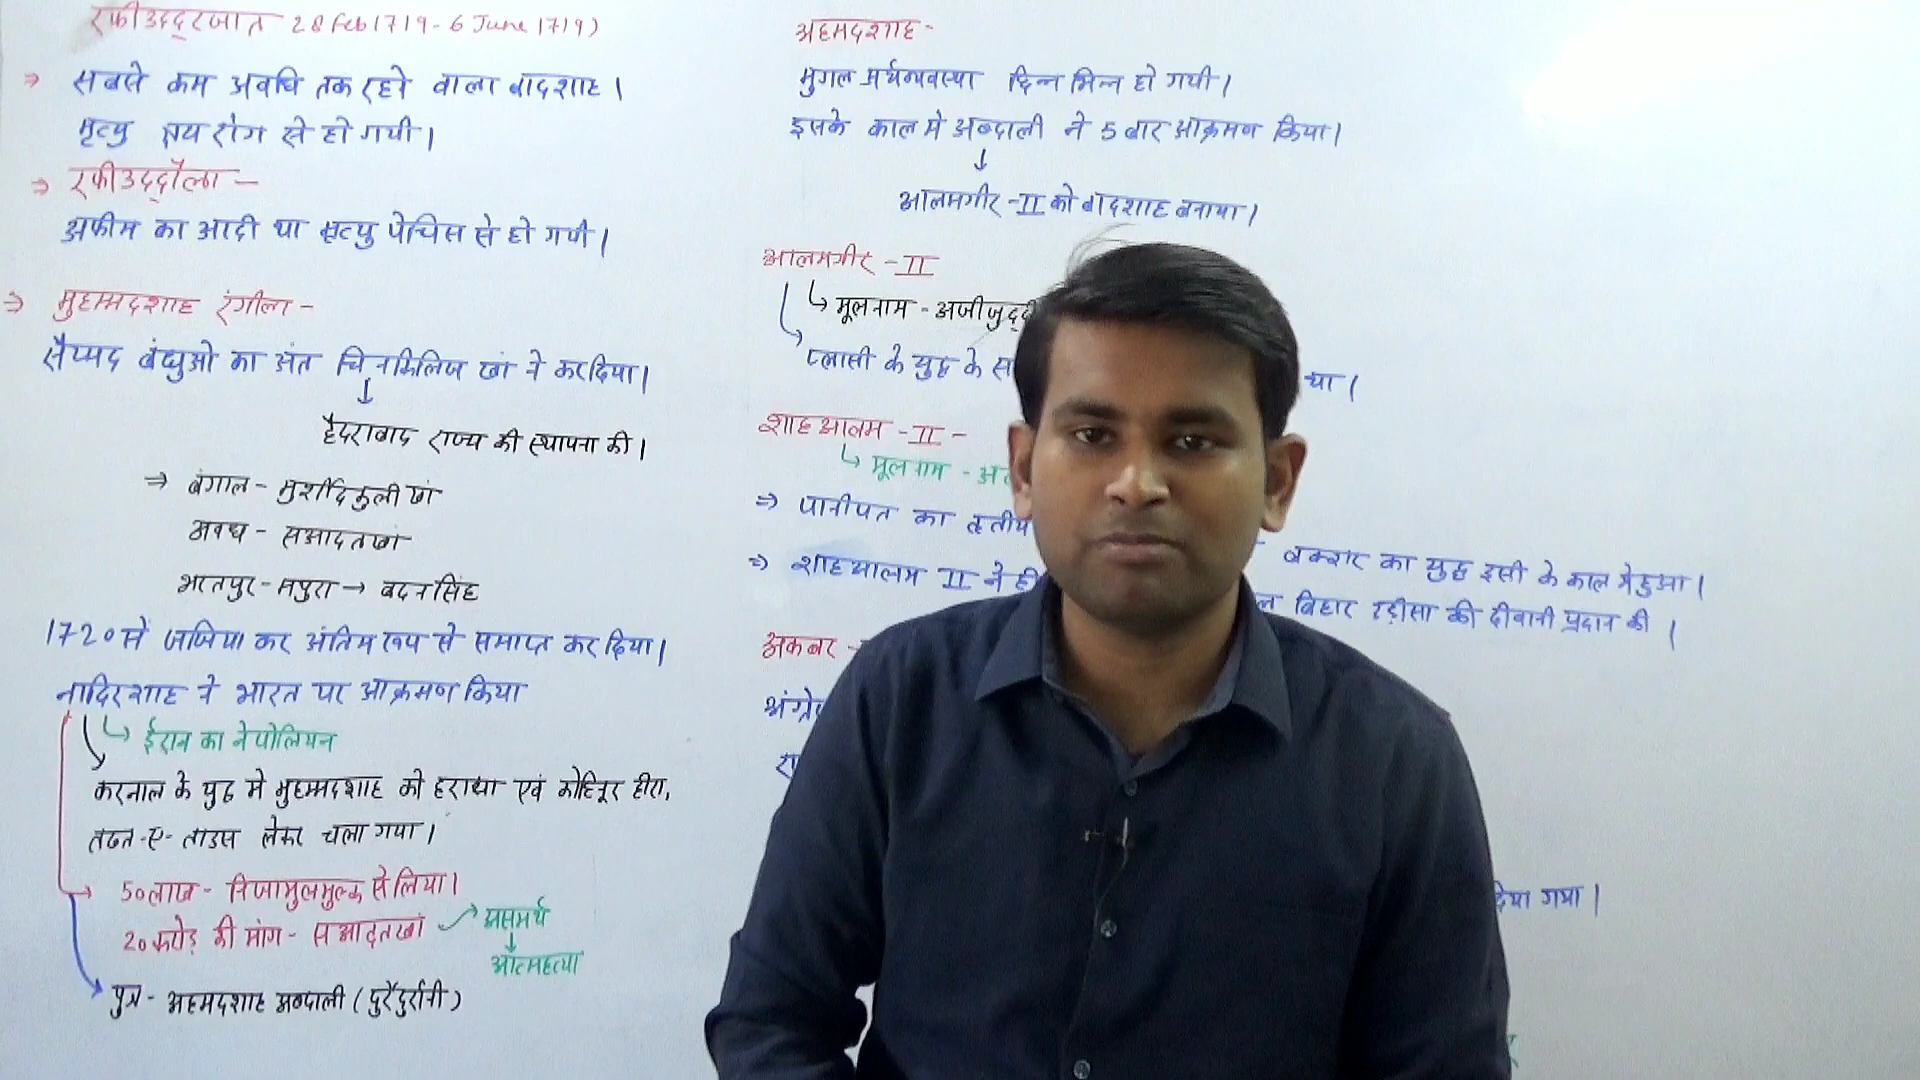 रफीउद्दरजात 28 Feb 1719 - 6 June 1719)
⇒ सबसे कम अवधि तक रहने वाला बादशाह।
मृत्यु क्षय रोग से हो गयी।
⇒ रफीउद्दौला -
अफीम का आदी था मृत्यु पेचिस से हो गयी।
⇒ मुहम्मदशाह रंगीला -
सैय्यद बंधुओ का अंत चिनकिलिज खां ने कर दिया।
↓
हैदराबाद राज्य की स्थापना की।
⇒ बंगाल - मुर्शीदकुली खां
अवध - सआदतखां
भरतपुर - मथुरा → बदनसिंह
1720 में जजिया कर अंतिम रूप से समाप्त कर दिया।
नादिरशाह ने भारत पर आक्रमण किया
↳ ईरान का नेपोलियन
करनाल के युद्ध मे मुहम्मदशाह को हराया एवं कोहिनूर हीरा,
तख्त-ए-ताउस लेकर चला गया।
50 लाख - निजामुलमुल्क से लिया।
20 करोड़ की मांग - सआदतखां → असमर्थ
↓
आत्महत्या
पुत्र - अहमदशाह अब्दाली (दुर्रेदुर्रानी)
अहमदशाह -
मुगल अर्थव्यवस्था छिन्न भिन्न हो गयी।
इसके काल मे अब्दाली ने 5 बार आक्रमण किया।
↓
आलमगीर - II को बादशाह बनाया।
आलमगीर - II
↳ मूलनाम - अजीजुद्दी
प्लासी के युद्ध के स था।
शाहआलम - II -
↳ मूलनाम - अ
⇒ पानीपत का तृतीय बक्सर का युद्ध इसी के काल मे हुआ।
⇒ शाहआलम II ने ही ल बिहार उड़ीसा की दीवानी प्रदान की।
अकबर -
अंग्रे
रा
दिया गया।